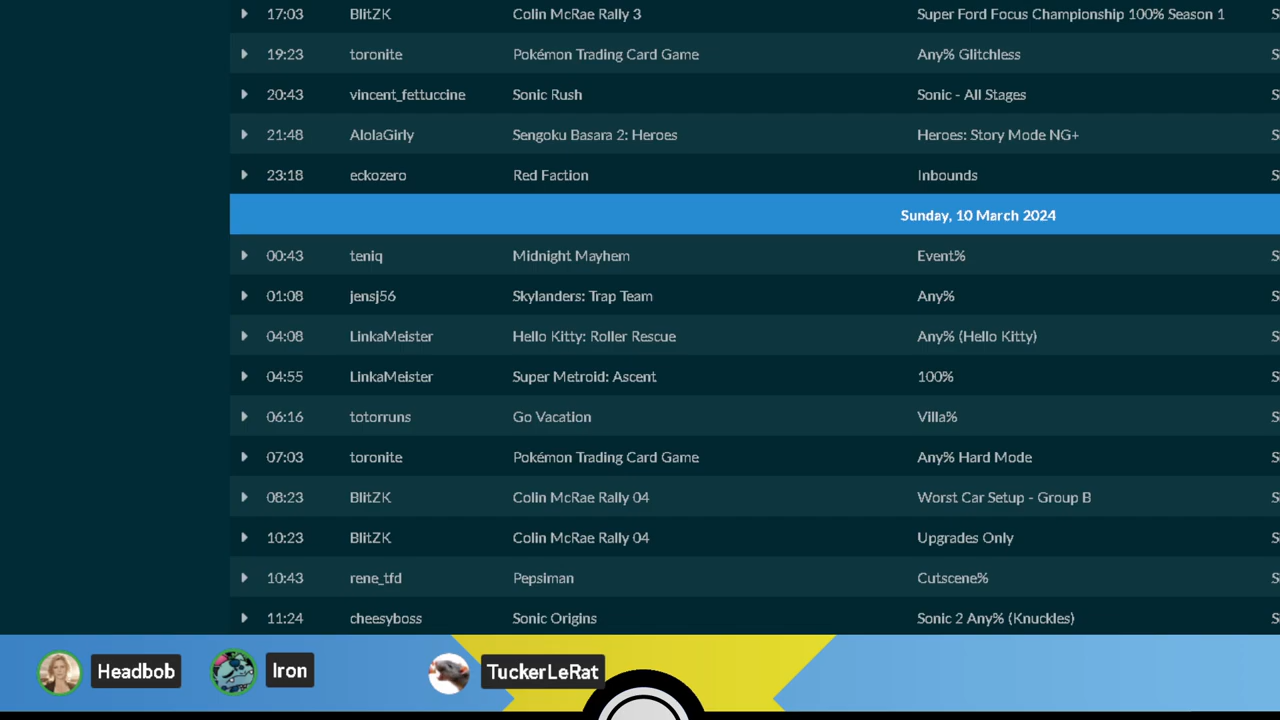 17:03 BlitZK Colin McRae Rally 3 Super Ford Focus Championship 100% Season 1 S
19:23 toronite Pokémon Trading Card Game Any% Glitchless S
20:43 vincent_fettuccine Sonic Rush Sonic - All Stages S
21:48 AlolaGirly Sengoku Basara 2: Heroes Heroes: Story Mode NG+ S
23:18 eckozero Red Faction Inbounds S
Sunday, 10 March 2024
00:43 teniq Midnight Mayhem Event% S
01:08 jensj56 Skylanders: Trap Team Any% S
04:08 LinkaMeister Hello Kitty: Roller Rescue Any% (Hello Kitty) S
04:55 LinkaMeister Super Metroid: Ascent 100% S
06:16 totorruns Go Vacation Villa% S
07:03 toronite Pokémon Trading Card Game Any% Hard Mode S
08:23 BlitZK Colin McRae Rally 04 Worst Car Setup - Group B S
10:23 BlitZK Colin McRae Rally 04 Upgrades Only S
10:43 rene_tfd Pepsiman Cutscene% S
11:24 cheesyboss Sonic Origins Sonic 2 Any% (Knuckles) S
Headbob Iron TuckerLeRat